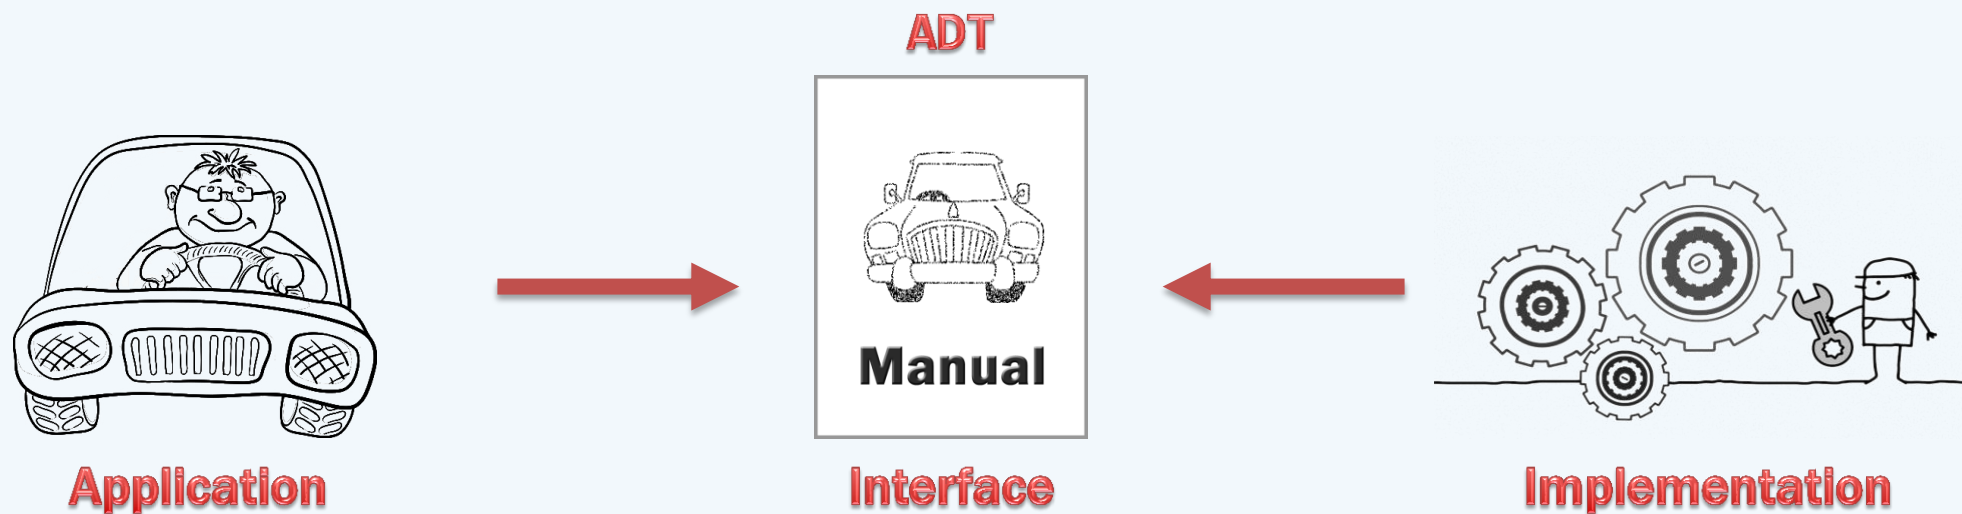 ADT
Manual
Application
Interface
Implementation